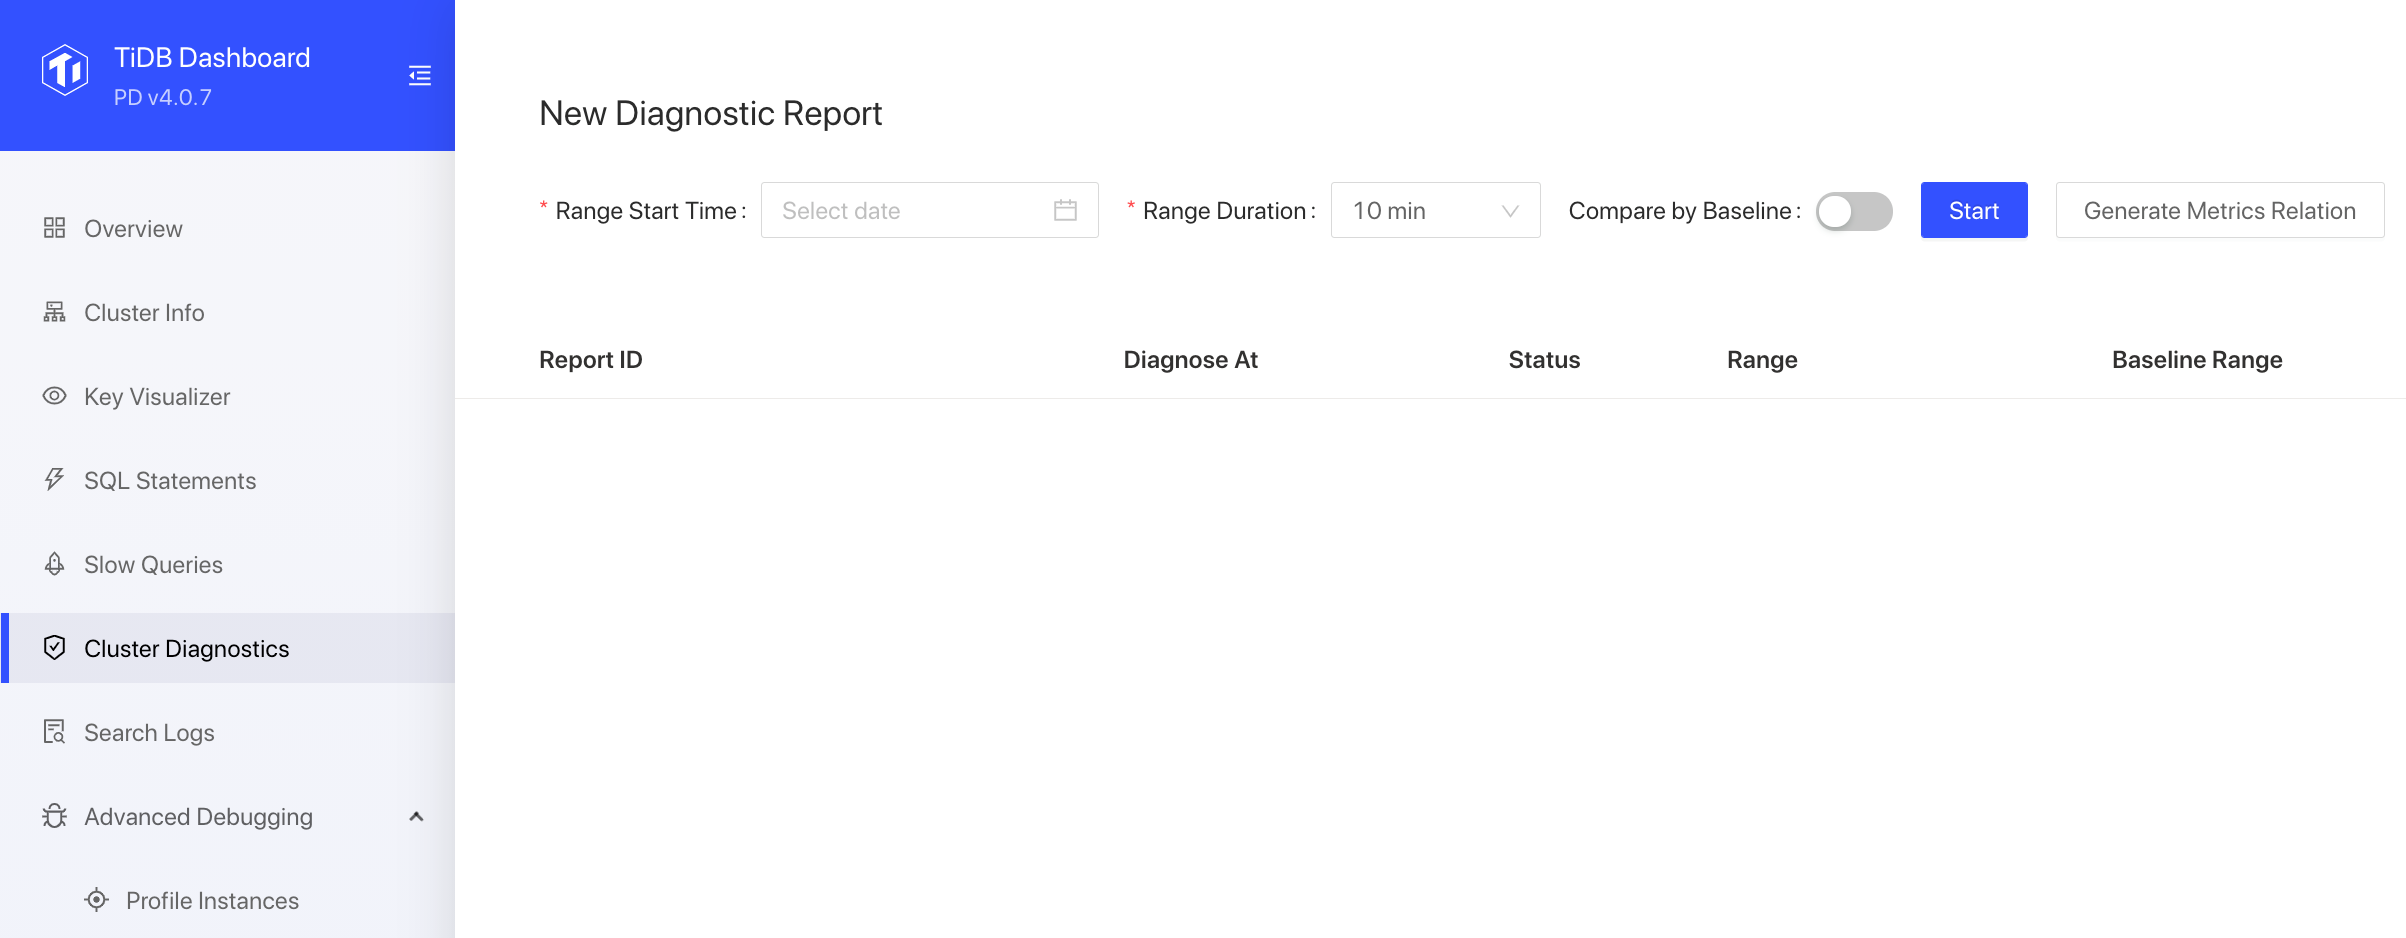 TiDB Dashboard
PD v4.0.7
Overview
Cluster Info
Key Visualizer
SQL Statements
Slow Queries
Cluster Diagnostics
Search Logs
Advanced Debugging
Profile Instances
New Diagnostic Report
* Range Start Time: Select date * Range Duration: 10 min Compare by Baseline: Start Generate Metrics Relation
Report ID Diagnose At Status Range Baseline Range